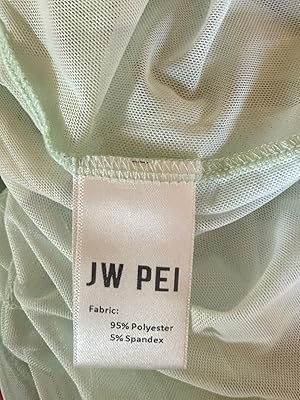 JW PEI
Fabric:
95% Polyester
5% Spandex